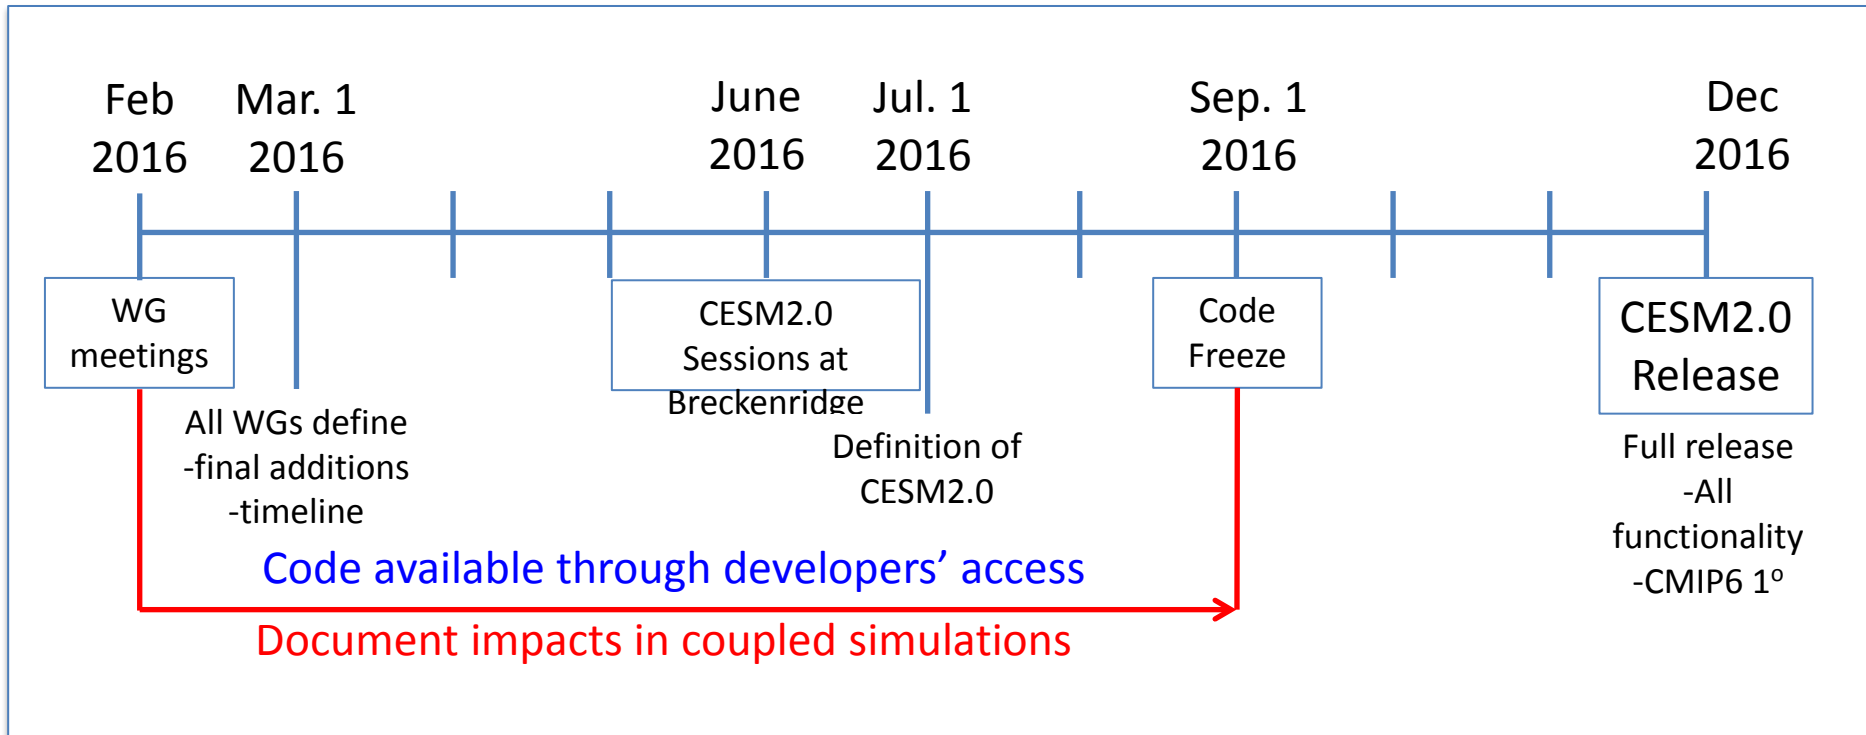 Feb
2016
Mar. 1
2016
June
2016
Jul. 1
2016
Sep. 1
2016
Dec
2016
WG
meetings
All WGs define
-final additions
-timeline
CESM2.0
Sessions at
Breckenridge
Definition of
CESM2.0
Code
Freeze
CESM2.0
Release
Full release
-All
functionality
-CMIP6 1º
Code available through developers’ access
Document impacts in coupled simulations